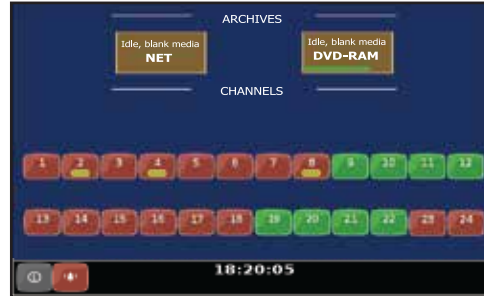 ARCHIVES
Idle, blank media
NET
Idle, blank media
DVD-RAM
CHANNELS
1 2 3 4 5 6 7 8 9 10 11 12
13 14 15 16 17 18 19 20 21 22 23 24
18:20:05